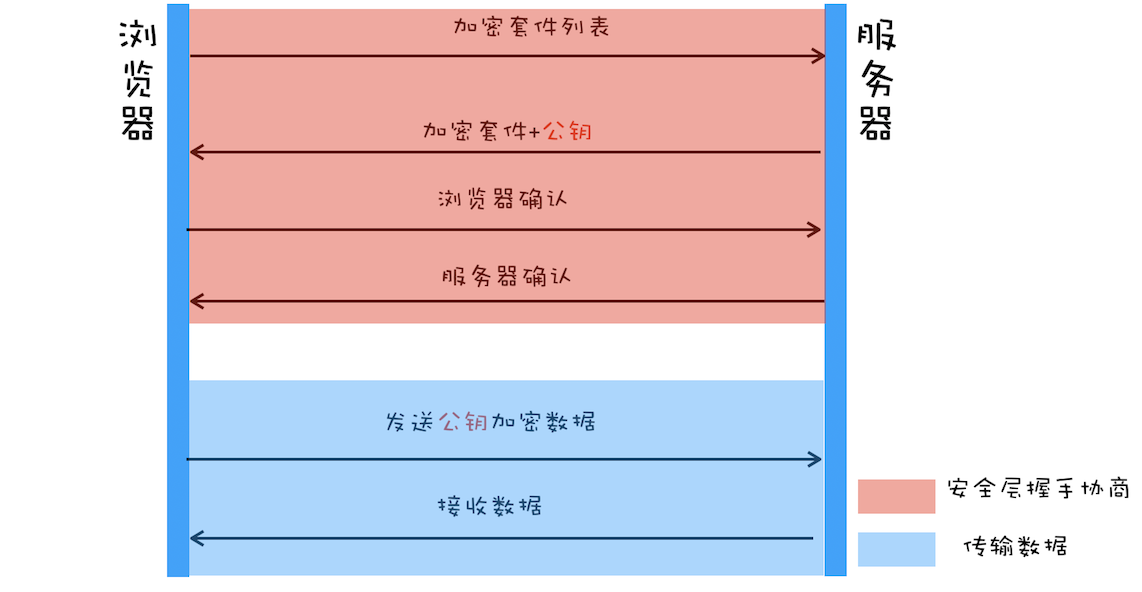 浏览器
服务器
加密套件列表
加密套件+公钥
浏览器确认
服务器确认
发送公钥加密数据
接收数据
安全层握手协商
传输数据